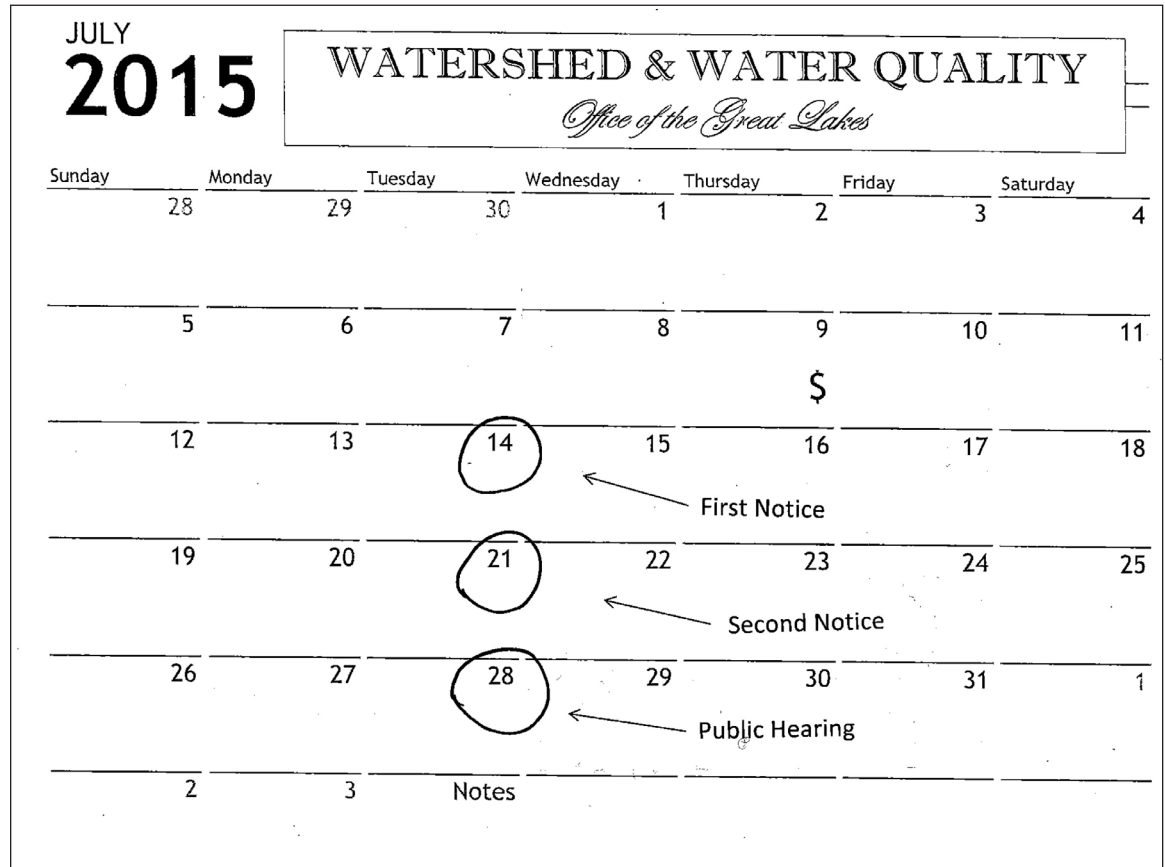 JULY
2015
WATERSHED & WATER QUALITY
Office of the Great Lakes
Sunday Monday Tuesday Wednesday Thursday Friday Saturday
28 29 30 1 2 3 4
5 6 7 8 9 10 11
$
12 13 14 15 16 17 18
First Notice
19 20 21 22 23 24 25
Second Notice
26 27 28 29 30 31 1
Public Hearing
2 3 Notes